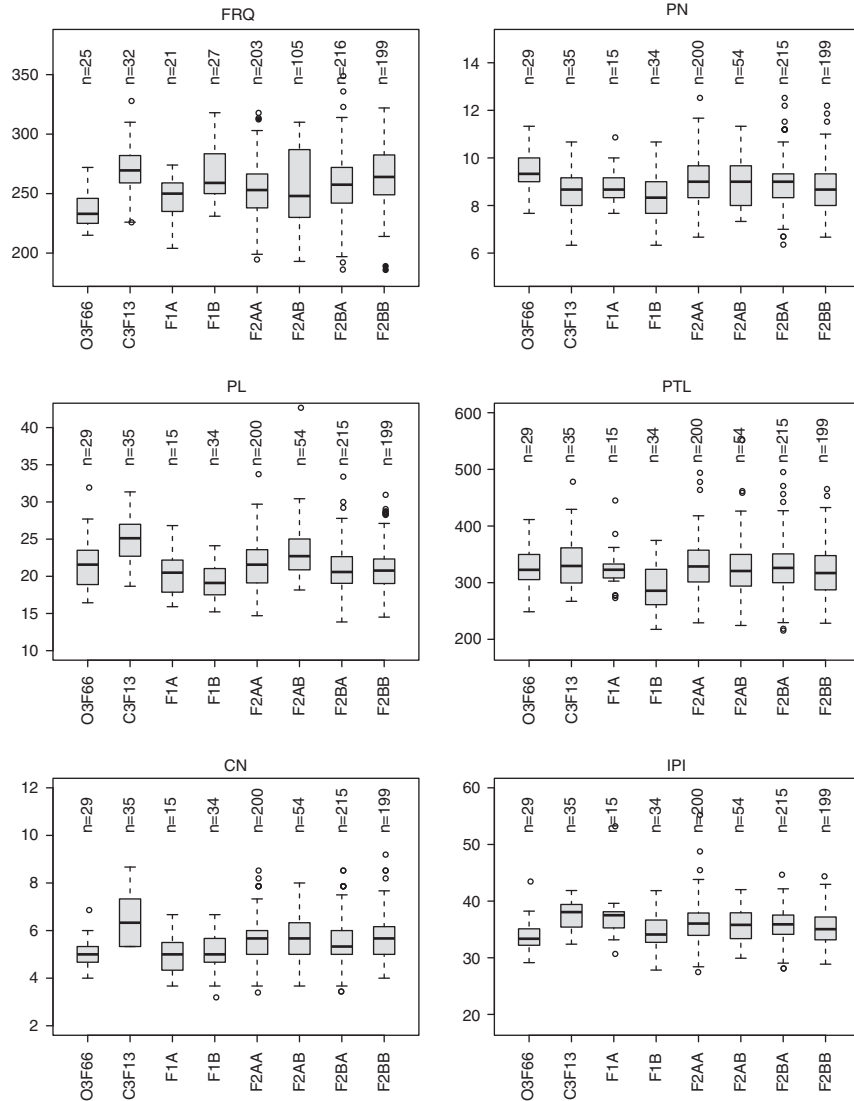 FRQ
350
300
250
200
n=25
n=32
n=21
n=27
n=203
n=105
n=216
n=199
O3F66
C3F13
F1A
F1B
F2AA
F2AB
F2BA
F2BB
PN
14
12
10
8
6
n=29
n=35
n=15
n=34
n=200
n=54
n=215
n=199
O3F66
C3F13
F1A
F1B
F2AA
F2AB
F2BA
F2BB
PL
40
35
30
25
20
15
10
n=29
n=35
n=15
n=34
n=200
n=54
n=215
n=199
O3F66
C3F13
F1A
F1B
F2AA
F2AB
F2BA
F2BB
PTL
600
500
400
300
200
n=29
n=35
n=15
n=34
n=200
n=54
n=215
n=199
O3F66
C3F13
F1A
F1B
F2AA
F2AB
F2BA
F2BB
CN
12
10
8
6
4
2
n=29
n=35
n=15
n=34
n=200
n=54
n=215
n=199
O3F66
C3F13
F1A
F1B
F2AA
F2AB
F2BA
F2BB
IPI
60
50
40
30
20
n=29
n=35
n=15
n=34
n=200
n=54
n=215
n=199
O3F66
C3F13
F1A
F1B
F2AA
F2AB
F2BA
F2BB